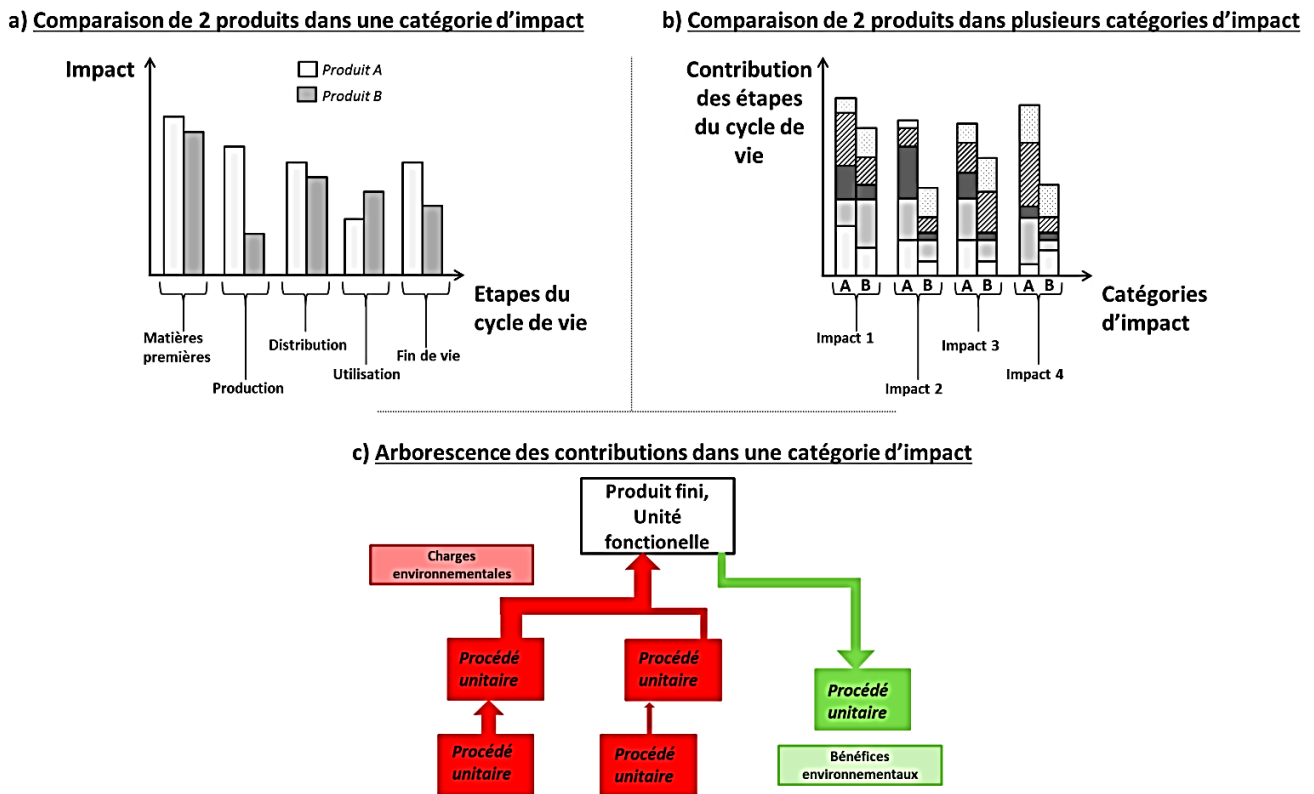 a) Comparaison de 2 produits dans une catégorie d'impact
Impact
Produit A
Produit B
Etapes du
cycle de vie
Matières
premières
Production
Distribution
Utilisation
Fin de vie
b) Comparaison de 2 produits dans plusieurs catégories d'impact
Contribution
des étapes
du cycle de
vie
A B A B A B A B
Catégories
d'impact
Impact 1
Impact 2
Impact 3
Impact 4
c) Arborescence des contributions dans une catégorie d'impact
Produit fini,
Unité
fonctionelle
Charges
environnementales
Procédé
unitaire
Procédé
unitaire
Procédé
unitaire
Procédé
unitaire
Procédé
unitaire
Bénéfices
environnementaux